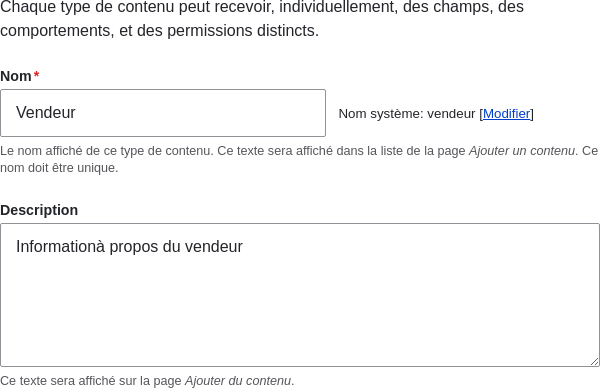 Chaque type de contenu peut recevoir, individuellement, des champs, des
comportements, et des permissions distincts.
Nom*
Vendeur
Nom système: vendeur [Modifier]
Le nom affiché de ce type de contenu. Ce texte sera affiché dans la liste de la page Ajouter un contenu. Ce
nom doit être unique.
Description
Informationà propos du vendeur
Ce texte sera affiché sur la page Ajouter du contenu.